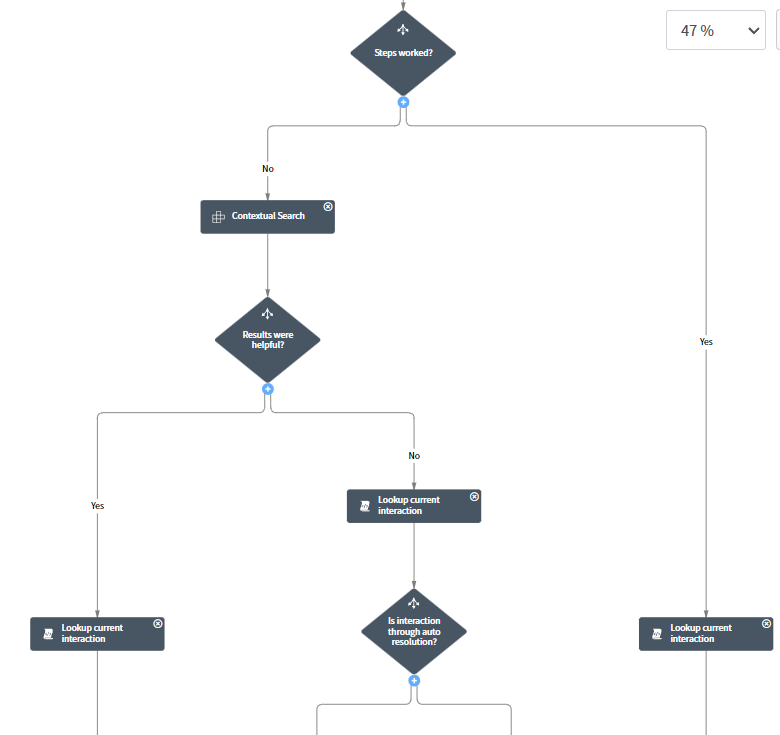 47 %
Steps worked?
No
Contextual Search
Results were
helpful?
Yes
No
Yes
Lookup current
interaction
Lookup current
interaction
Is interaction
through auto
resolution?
Lookup current
interaction